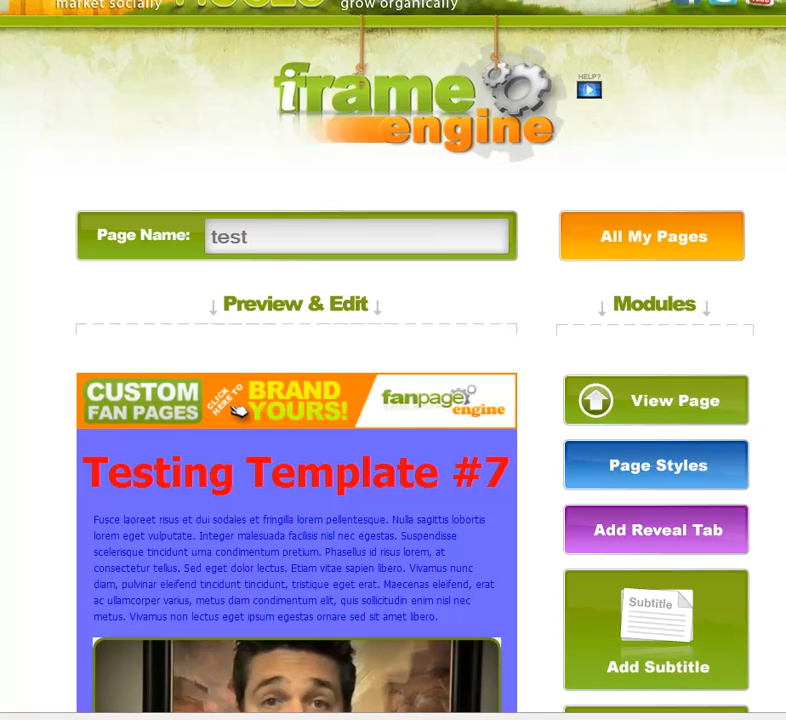 market socially
grow organically
iframe
engine
HELP?
Page Name:
test
All My Pages
↓ Preview & Edit ↓
↓ Modules ↓
CUSTOM
FAN PAGES
CLICK
HERE TO
BRAND
YOURS!
fanpage
engine
View Page
Testing Template #7
Page Styles
Fusce laoreet risus et dui sodales et fringilla lorem pellentesque. Nulla sagittis lobortis
lorem eget vulputate. Integer malesuada facilisis nisl nec egestas. Suspendisse
scelerisque tincidunt urna condimentum pretium. Phasellus id risus lorem, at
consectetur tellus. Sed eget dolor lectus. Etiam vitae sapien libero. Vivamus nunc
diam, pulvinar eleifend tincidunt tincidunt, tristique eget erat. Maecenas eleifend, erat
ac ullamcorper varius, metus diam condimentum elit, quis sollicitudin enim nisl nec
metus. Vivamus non lectus eget ipsum egestas ornare sed sit amet libero.
Add Reveal Tab
Subtitle
Add Subtitle